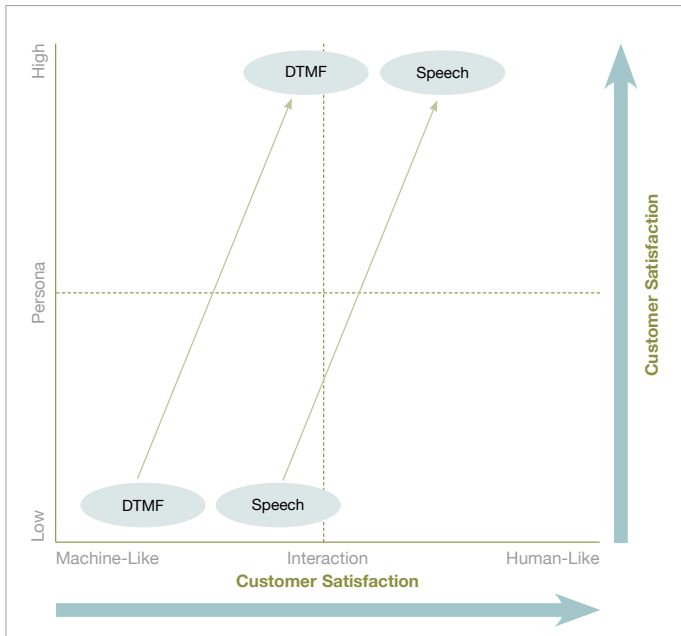 High
DTMF
Speech
Persona
Customer Satisfaction
DTMF
Speech
Low
Machine-Like
Interaction
Human-Like
Customer Satisfaction